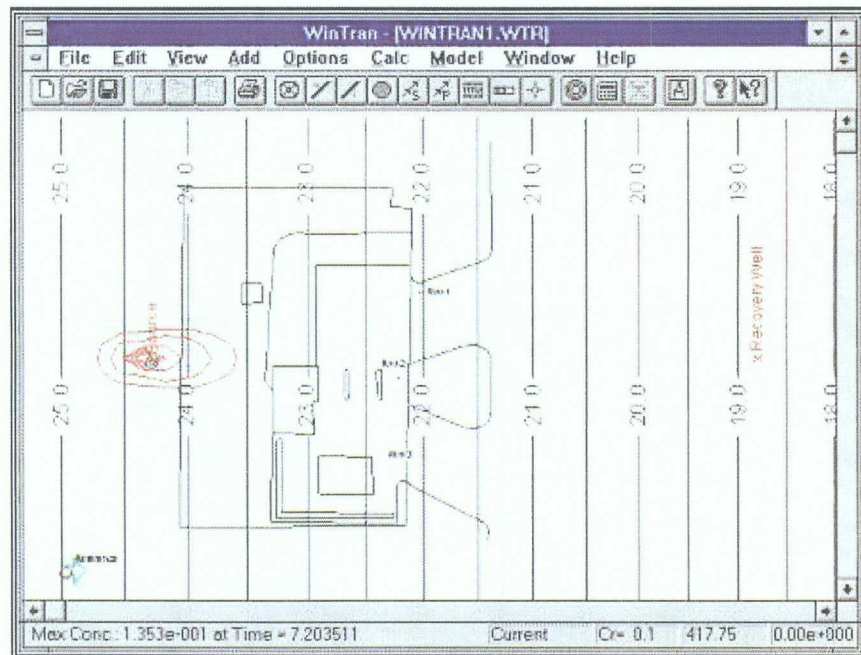 WinTran - [WINTRAN1.WTR]
File Edit View Add Options Calc Model Window Help
25.0 24.0 23.0 22.0 21.0 20.0 19.0 18.0
x Recovery Well
25.0 24.0 23.0 22.0 21.0 20.0 19.0 18.0
Max Conc.: 1.353e-001 at Time = 7.203511 Current Cr= 0.1 417.75 0.00e+000